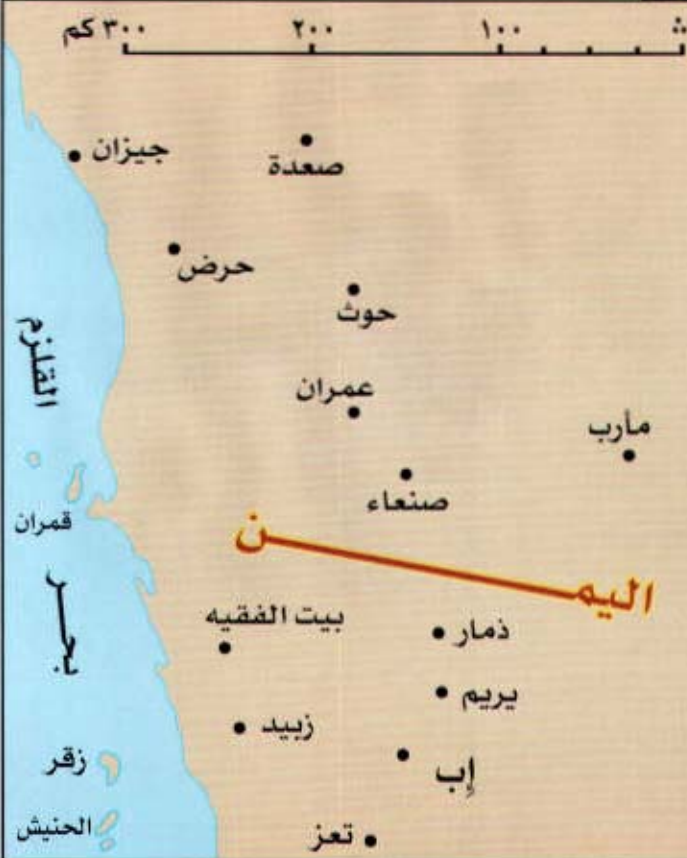 ٣٠٠ كم ٢٠٠ ١٠٠
جيزان
صعدة
حرض
حوث
القلزم
عمران
مأرب
صنعاء
قمران
اليمن
بحر
بيت الفقيه
ذمار
يريم
زبيد
زقر
إب
الحنيش
تعز